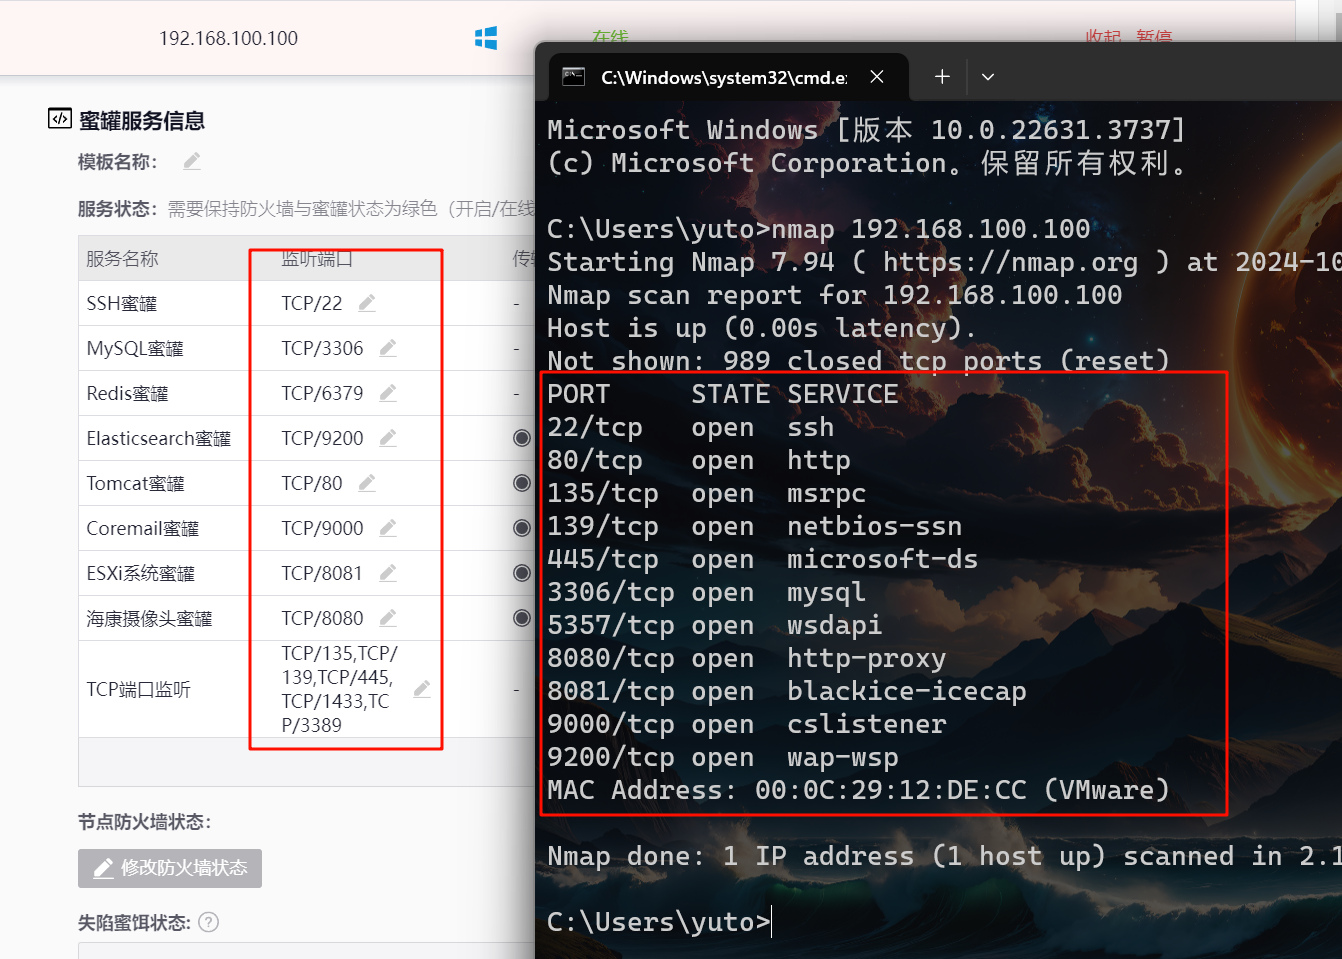 192.168.100.100
在线
收起 暂停
蜜罐服务信息
模板名称：
服务状态：需要保持防火墙与蜜罐状态为绿色（开启/在线
服务名称 监听端口
SSH蜜罐 TCP/22 -
MySQL蜜罐 TCP/3306 -
Redis蜜罐 TCP/6379 -
Elasticsearch蜜罐 TCP/9200
Tomcat蜜罐 TCP/80
Coremail蜜罐 TCP/9000
ESXi系统蜜罐 TCP/8081
海康摄像头蜜罐 TCP/8080
TCP端口监听 -
TCP/135,TCP/
139,TCP/445,
TCP/1433,TC
P/3389
节点防火墙状态：
修改防火墙状态
失陷蜜饵状态: ?
C:\Windows\system32\cmd.e
Microsoft Windows [版本 10.0.22631.3737]
(c) Microsoft Corporation。保留所有权利。
C:\Users\yuto>nmap 192.168.100.100
Starting Nmap 7.94 ( https://nmap.org ) at 2024-10
Nmap scan report for 192.168.100.100
Host is up (0.00s latency).
Not shown: 989 closed tcp ports (reset)
PORT STATE SERVICE
22/tcp open ssh
80/tcp open http
135/tcp open msrpc
139/tcp open netbios-ssn
445/tcp open microsoft-ds
3306/tcp open mysql
5357/tcp open wsdapi
8080/tcp open http-proxy
8081/tcp open blackice-icecap
9000/tcp open cslistener
9200/tcp open wap-wsp
MAC Address: 00:0C:29:12:DE:CC (VMware)
Nmap done: 1 IP address (1 host up) scanned in 2.1
C:\Users\yuto>